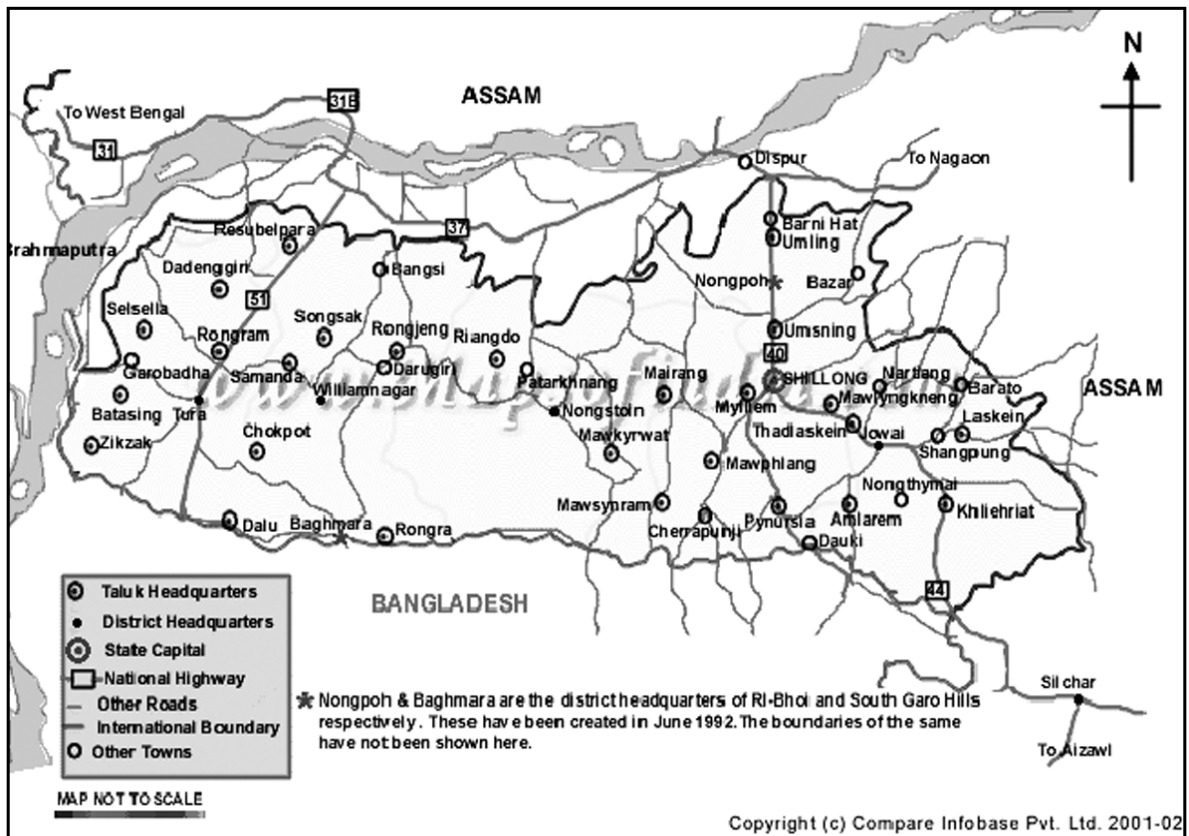 N
ASSAM
31B
To West Bengal
31
Dispur
To Nagaon
Resubelpara
37
Barni Hat
Umling
Brahmaputra
Dadenggiri
Bangsi
Nongpoh
Bazar
51
Selsella
Songsak
Rongram
Rongjeng
Riangdo
Umsning
40
Garobadha
Samanda
Darugiri
Patarkhnang
Mairang
SHILLONG
Nartiang
Barato
ASSAM
Williamnagar
Batasing
Tura
Nongstoin
Mylliem
Mawryngkneng
Laskein
Chokpot
Mawkyrwat
Thadlaskein
Jowai
Zikzak
Shangpung
Mawphlang
Nongthymai
Mawsynram
Khliehriat
Dalu
Baghmara
Rongra
Cherrapunji
Pynursla
Amlarem
Dauki
44
BANGLADESH
Taluk Headquarters
District Headquarters
State Capital
National Highway
Other Roads
International Boundary
Other Towns
Silchar
To Aizawl
* Nongpoh & Baghmara are the district headquarters of RI-Bhoi and South Garo Hills
respectively. These have been created in June 1992. The boundaries of the same
have not been shown here.
MAP NOT TO SCALE
Copyright (c) Compare Infobase Pvt. Ltd. 2001-02